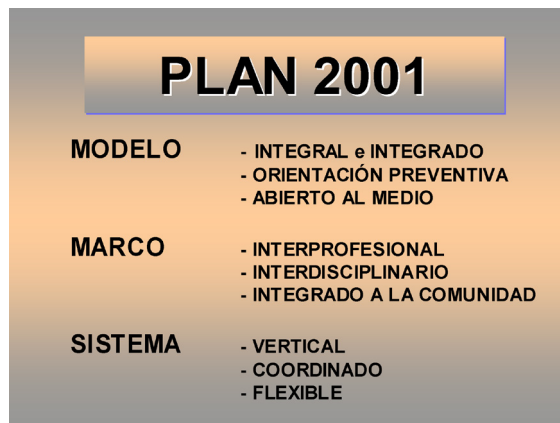 PLAN 2001
MODELO - INTEGRAL e INTEGRADO
- ORIENTACIÓN PREVENTIVA
- ABIERTO AL MEDIO
MARCO - INTERPROFESIONAL
- INTERDISCIPLINARIO
- INTEGRADO A LA COMUNIDAD
SISTEMA - VERTICAL
- COORDINADO
- FLEXIBLE